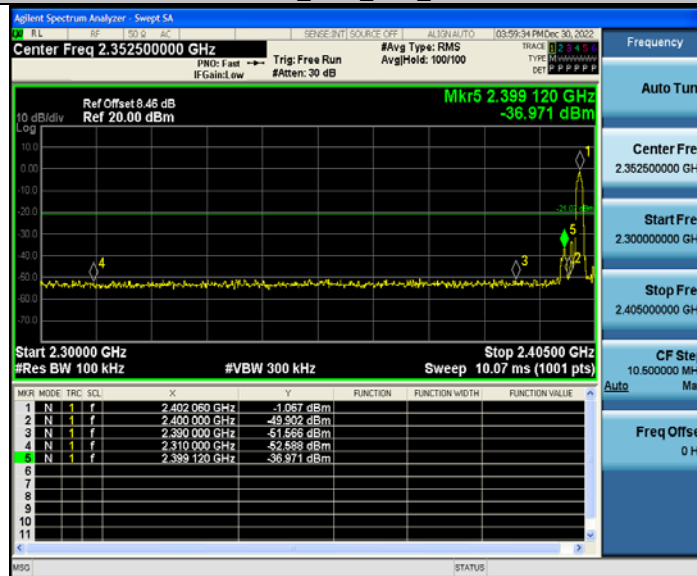 Agilent Spectrum Analyzer - Swept SA
RL RF 50 Ω AC SENSE:INT SOURCE OFF ALIGN AUTO 03:59:34 PM Dec 30, 2022
Center Freq 2.352500000 GHz
PNO: Fast
IFGain:Low
Trig: Free Run
#Atten: 30 dB
#Avg Type: RMS
Avg|Hold: 100/100
TRACE 1 2 3 4 5 6
TYPE M
DET P P P P P P
Mkr5 2.399 120 GHz
-36.971 dBm
Ref Offset 8.46 dB
10 dB/div Ref 20.00 dBm
Log
10.0
0.00
-10.0
-20.0
-30.0
-40.0
-50.0
-60.0
-70.0
1
5
2
3
4
Start 2.30000 GHz Stop 2.40500 GHz
#Res BW 100 kHz #VBW 300 kHz Sweep 10.07 ms (1001 pts)
MKR MODE TRC SCL X Y FUNCTION FUNCTION WIDTH FUNCTION VALUE
1 N 1 f 2.402 060 GHz -1.067 dBm
2 N 1 f 2.400 000 GHz -49.902 dBm
3 N 1 f 2.390 000 GHz -51.566 dBm
4 N 1 f 2.310 000 GHz -52.588 dBm
5 N 1 f 2.399 120 GHz -36.971 dBm
6
7
8
9
10
11
MSG STATUS
Frequency
Auto Tun
Center Fre
2.352500000 GH
Start Fre
2.300000000 GH
Stop Fre
2.405000000 GH
CF Ste
10.500000 MH
Auto Ma
Freq Offse
0 H